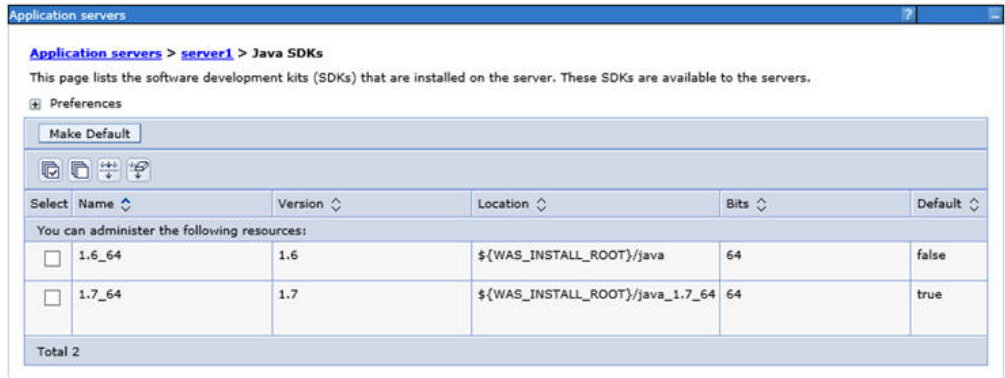 Application servers
?
Application servers > server1 > Java SDKs
This page lists the software development kits (SDKs) that are installed on the server. These SDKs are available to the servers.
Preferences
Make Default
Select Name Version Location Bits Default
You can administer the following resources:
1.6_64 1.6 ${WAS_INSTALL_ROOT}/java 64 false
1.7_64 1.7 ${WAS_INSTALL_ROOT}/java_1.7_64 64 true
Total 2